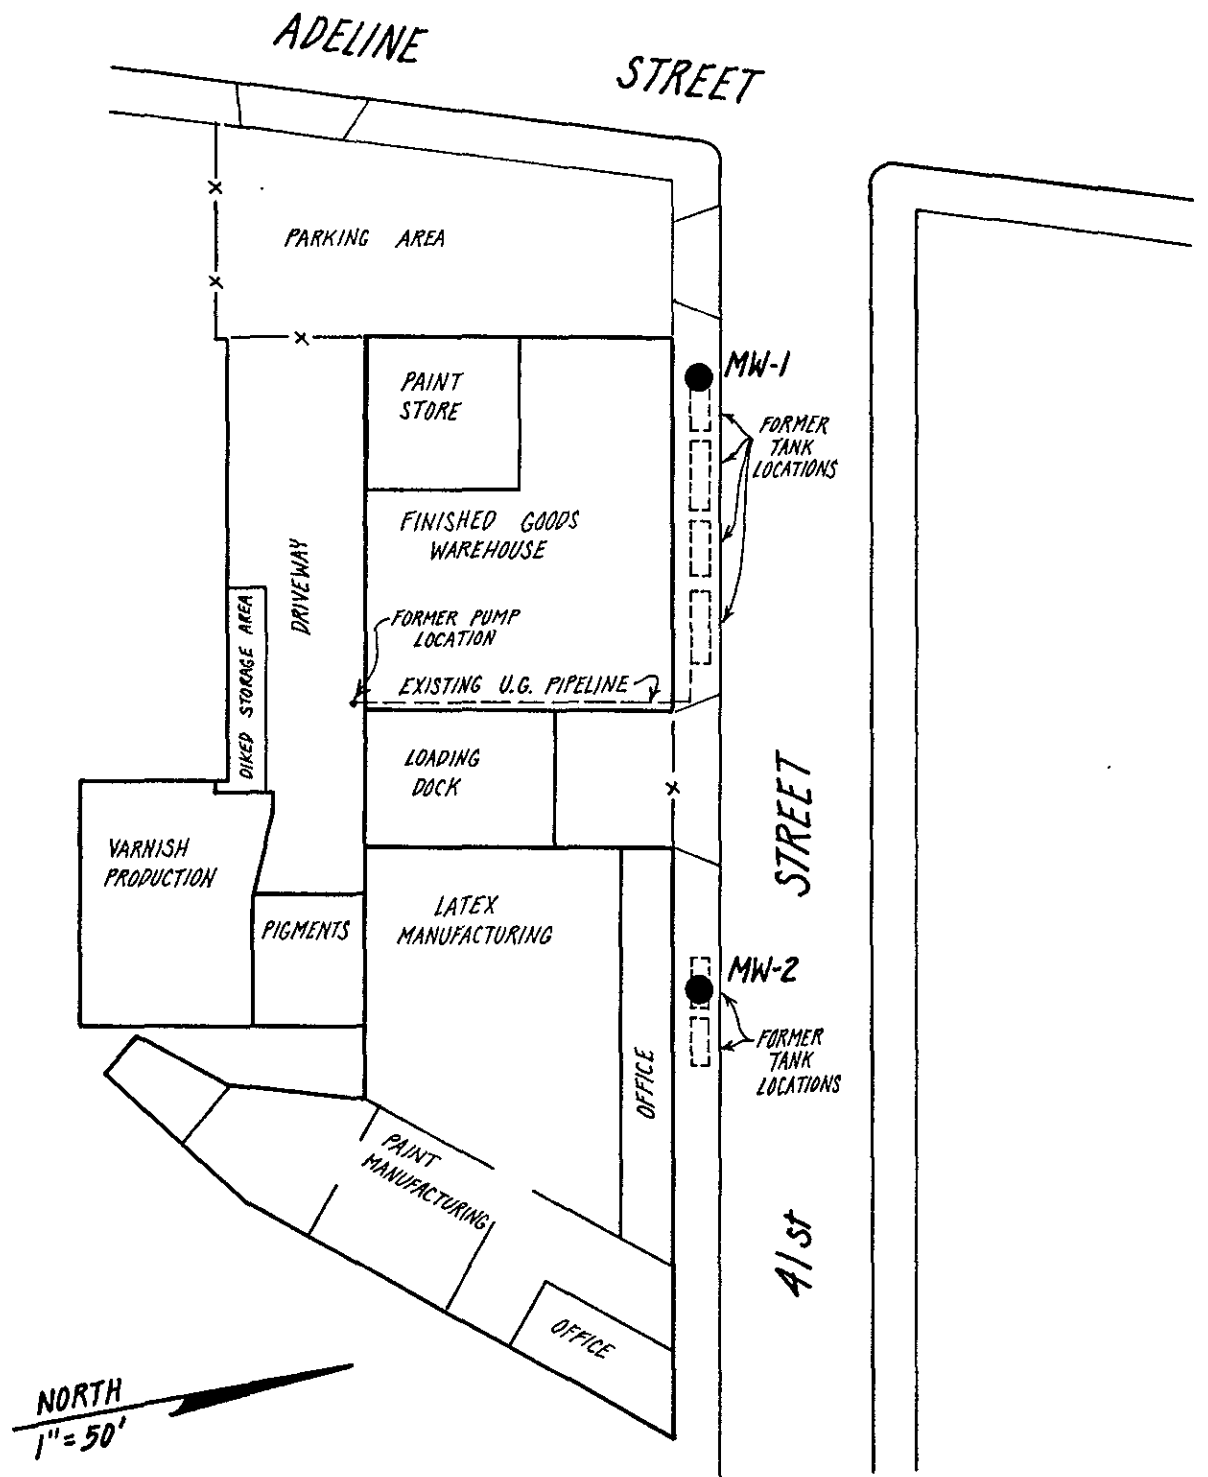 ADELINE STREET
PARKING AREA
MW-1
PAINT
STORE
FORMER
TANK
LOCATIONS
FINISHED GOODS
WAREHOUSE
DRIVEWAY
DIKED STORAGE AREA
FORMER PUMP
LOCATION
EXISTING U.G. PIPELINE
LOADING
DOCK
VARNISH
PRODUCTION
PIGMENTS
LATEX
MANUFACTURING
MW-2
FORMER
TANK
LOCATIONS
OFFICE
PAINT
MANUFACTURING
OFFICE
41st STREET
NORTH
1"=50'